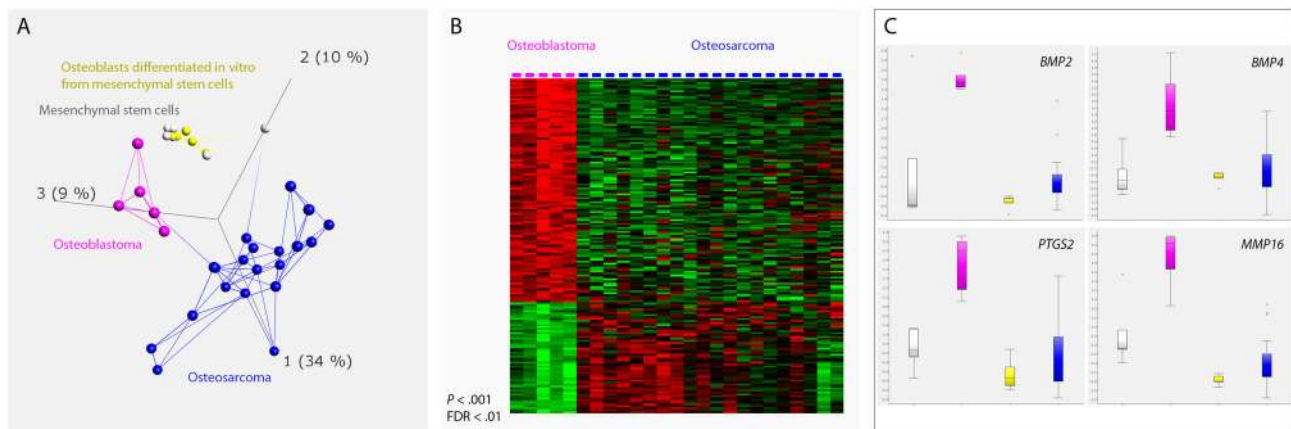 A
2 (10 %)
Osteoblasts differentiated in vitro
from mesenchymal stem cells
Mesenchymal stem cells
3 (9 %)
Osteoblastoma
1 (34 %)
Osteosarcoma
B
Osteoblastoma
Osteosarcoma
P < .001
FDR < .01
C
BMP2
BMP4
PTGS2
MMP16